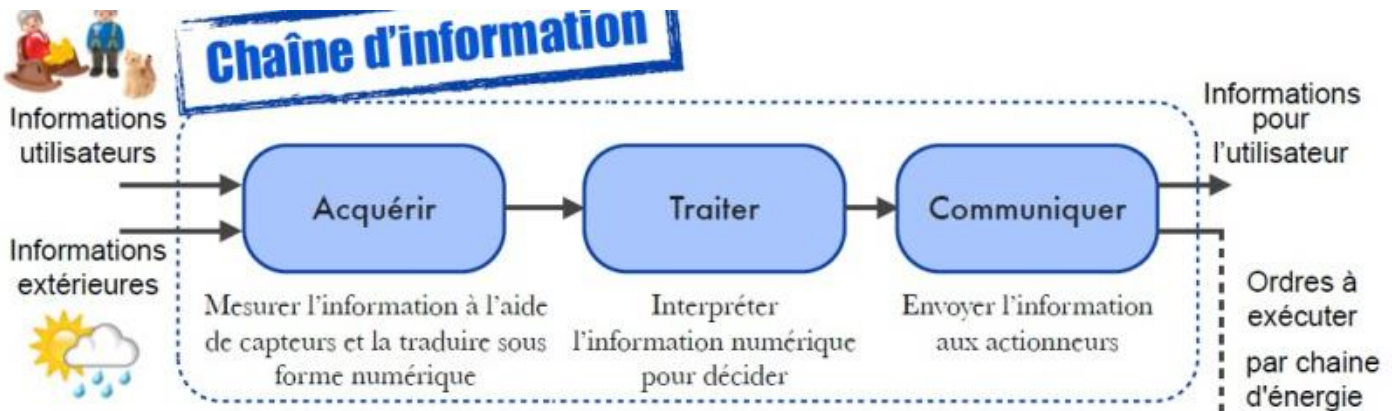 Chaîne d'information
Informations
utilisateurs
Informations
extérieures
Acquérir
Mesurer l'information à l'aide
de capteurs et la traduire sous
forme numérique
Traiter
Interpréter
l'information numérique
pour décider
Communiquer
Envoyer l'information
aux actionneurs
Informations
pour
l'utilisateur
Ordres à
exécuter
par chaine
d'énergie